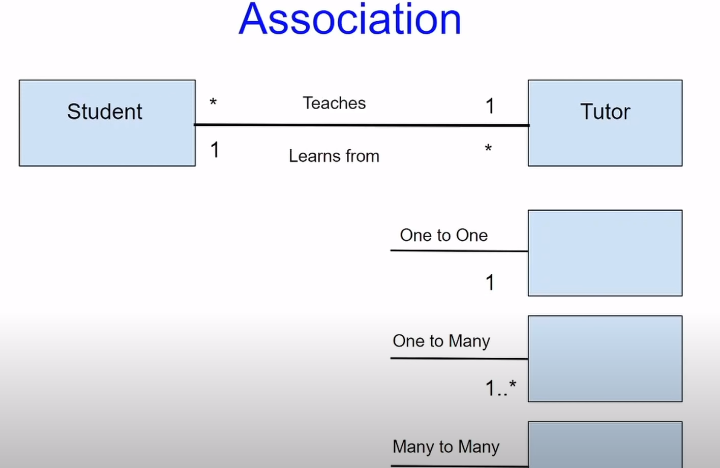 Association
Student
* Teaches 1
Tutor
1 Learns from *
One to One
1
One to Many
1..*
Many to Many